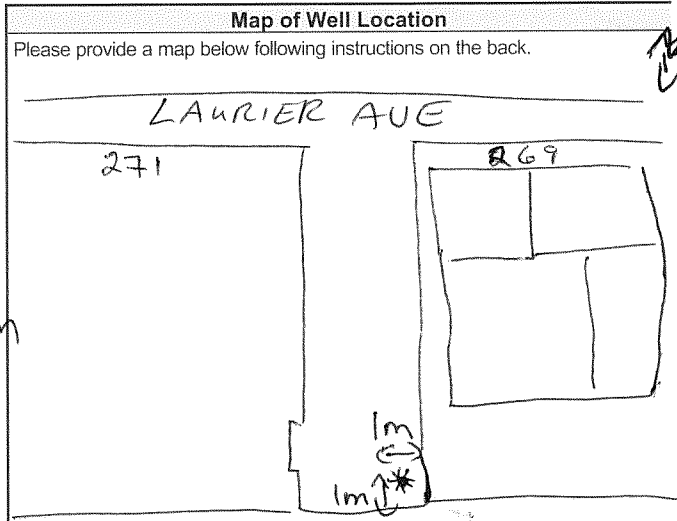 Map of Well Location
Please provide a map below following instructions on the back.
LAURIER AVE
271
269
1m
1m